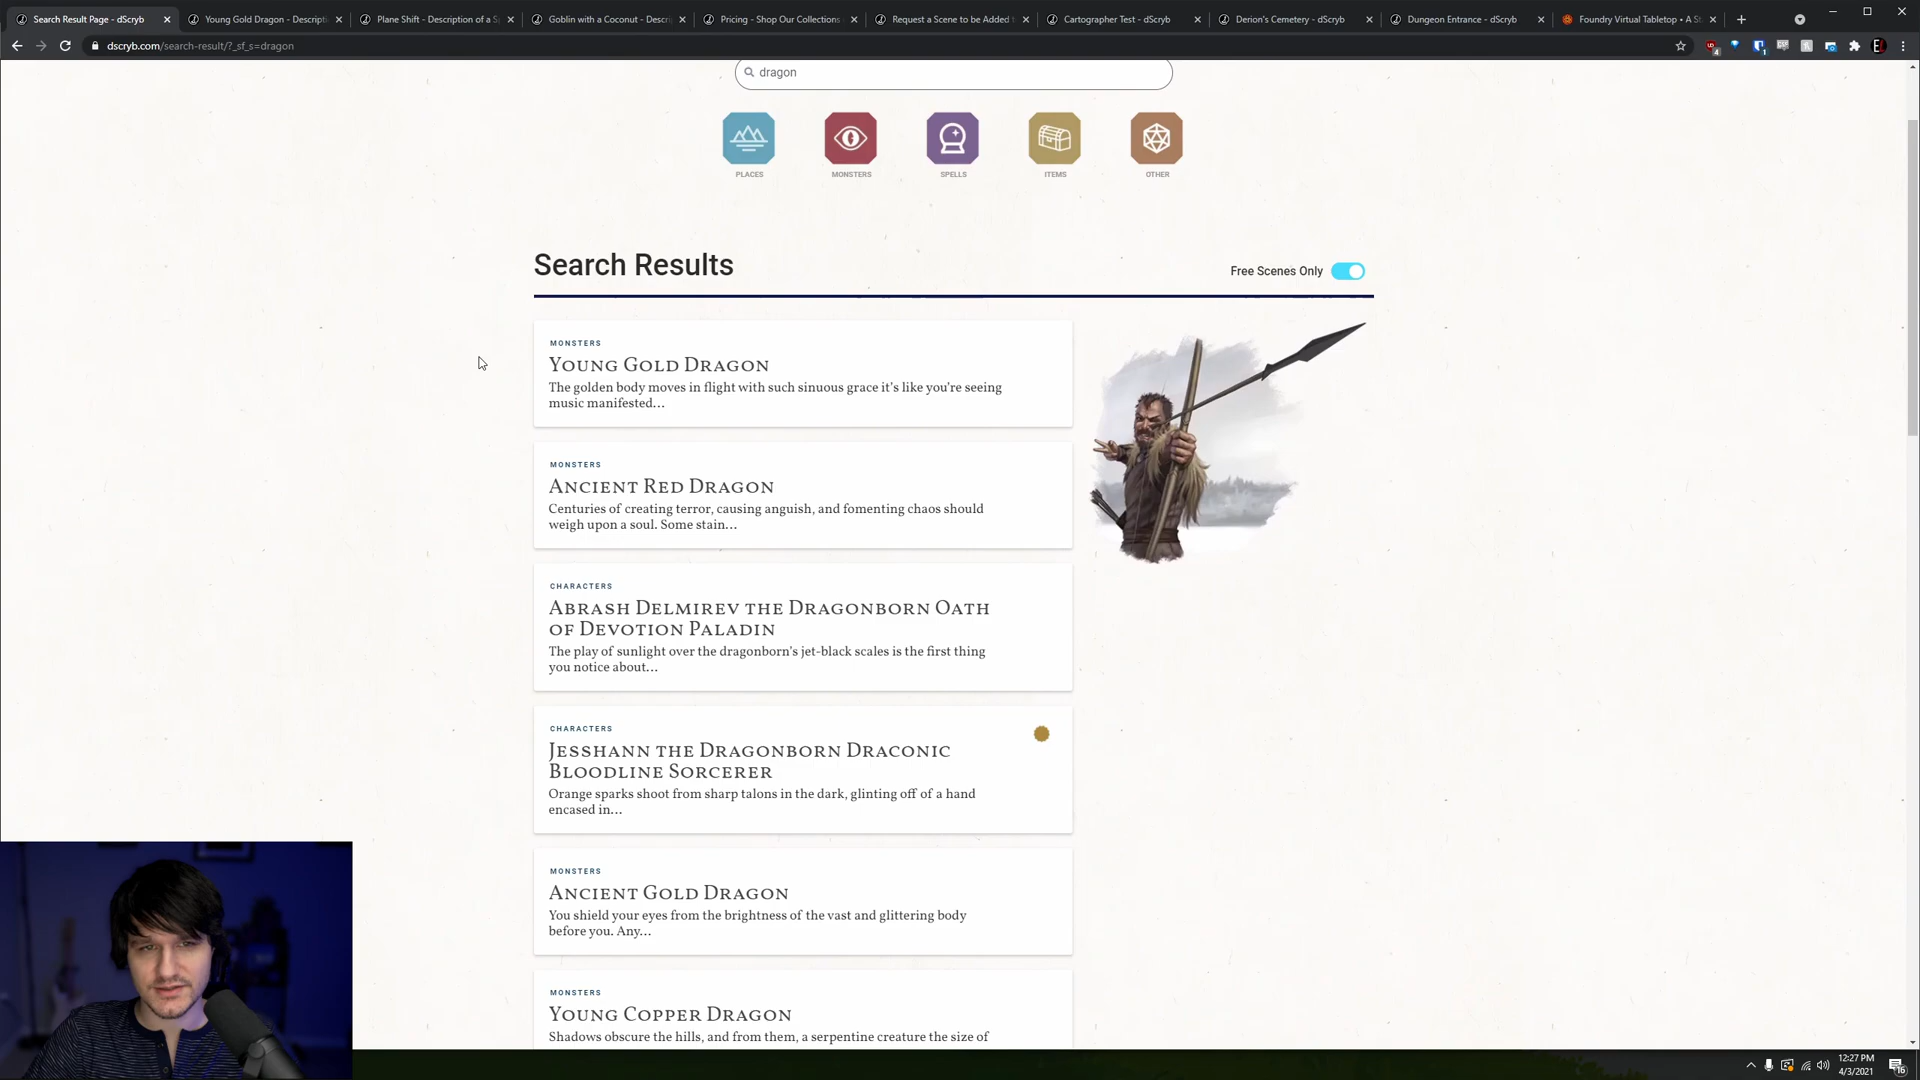 Search Result Page - dScryb
Young Gold Dragon - Descripti
Plane Shift - Description of a Sp
Goblin with a Coconut - Descri
Pricing - Shop Our Collections
Request a Scene to be Added t
Cartographer Test - dScryb
Derion's Cemetery - dScryb
Dungeon Entrance - dScryb
Foundry Virtual Tabletop • A St
dscryb.com/search-result/?_sf_s=dragon
dragon
PLACES
MONSTERS
SPELLS
ITEMS
OTHER
Search Results
Free Scenes Only
MONSTERS
Young Gold Dragon
The golden body moves in flight with such sinuous grace it's like you're seeing
music manifested...
MONSTERS
Ancient Red Dragon
Centuries of creating terror, causing anguish, and fomenting chaos should
weigh upon a soul. Some stain...
CHARACTERS
Abrash Delmirev the Dragonborn Oath
of Devotion Paladin
The play of sunlight over the dragonborn's jet-black scales is the first thing
you notice about...
CHARACTERS
Jesshann the Dragonborn Draconic
Bloodline Sorcerer
Orange sparks shoot from sharp talons in the dark, glinting off of a hand
encased in...
MONSTERS
Ancient Gold Dragon
You shield your eyes from the brightness of the vast and glittering body
before you. Any...
MONSTERS
Young Copper Dragon
Shadows obscure the hills, and from them, a serpentine creature the size of
12:27 PM
4/3/2021